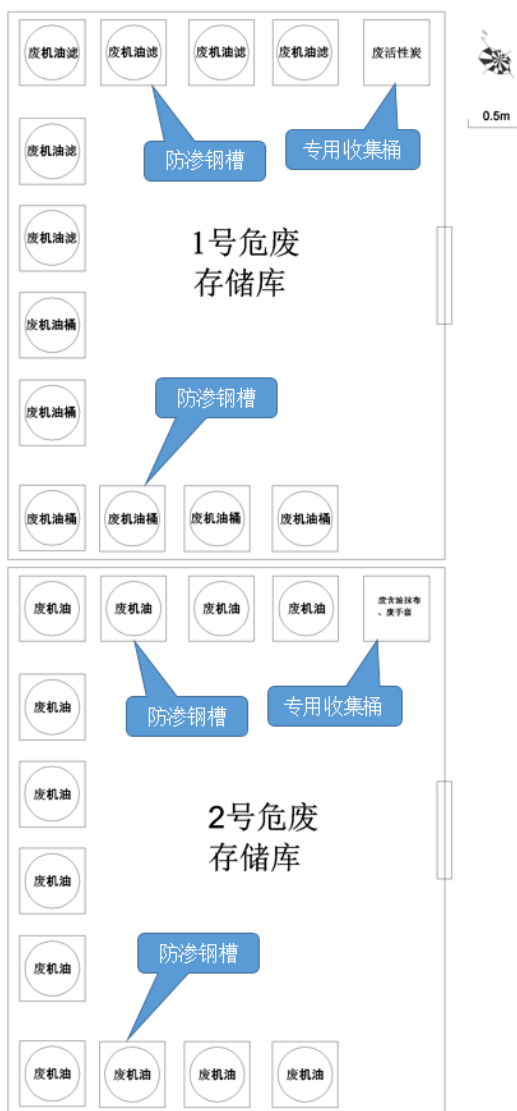 废机油滤 废机油滤 废机油滤 废机油滤 废活性炭
0.5m
防渗钢槽 专用收集桶
废机油滤
废机油滤
1号危废
存储库
废机油桶
防渗钢槽
废机油桶
废机油桶 废机油桶 废机油桶 废机油桶
废机油 废机油 废机油 废机油 废含油抹布
、废手套
防渗钢槽 专用收集桶
废机油
废机油
2号危废
存储库
废机油
防渗钢槽
废机油
废机油 废机油 废机油 废机油